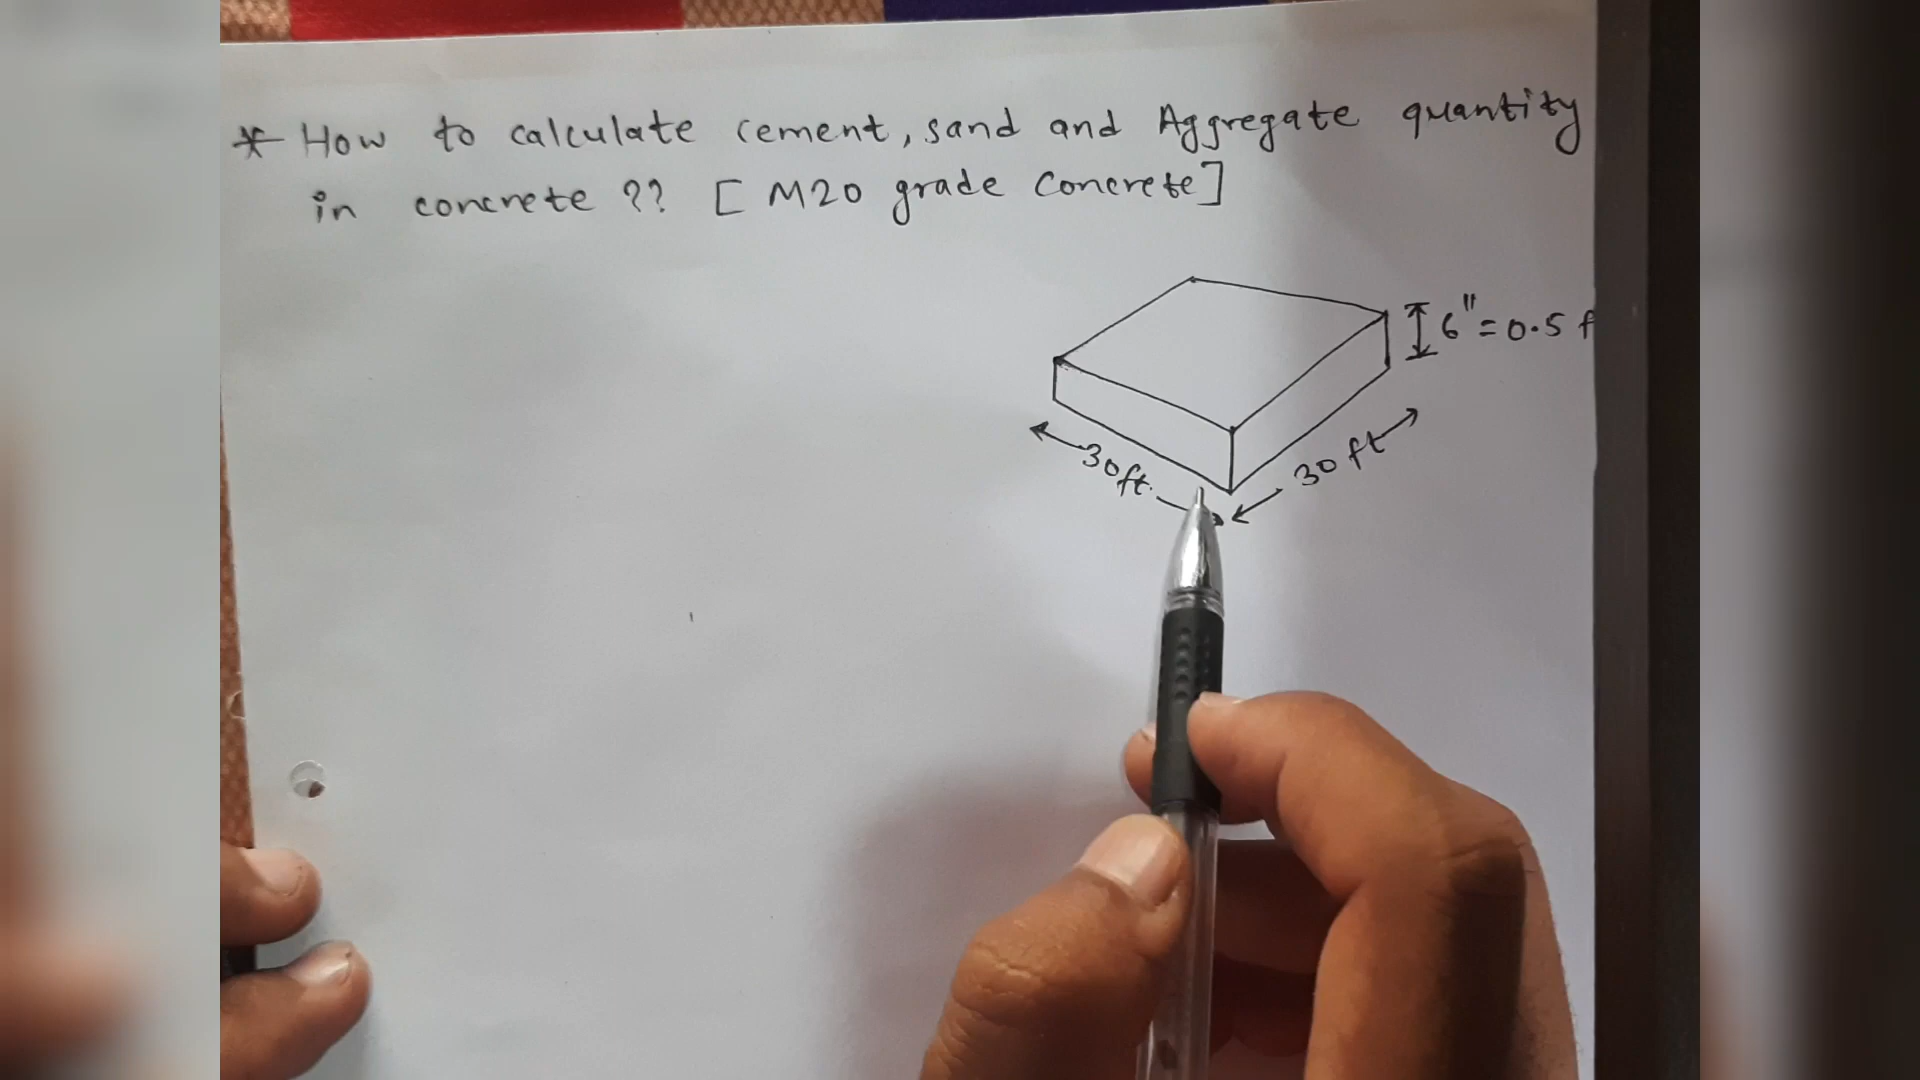 * How to calculate cement, sand and Aggregate quantity
in concrete ?? [ M20 grade Concrete ]
6" = 0.5 f
30 ft.
30 ft